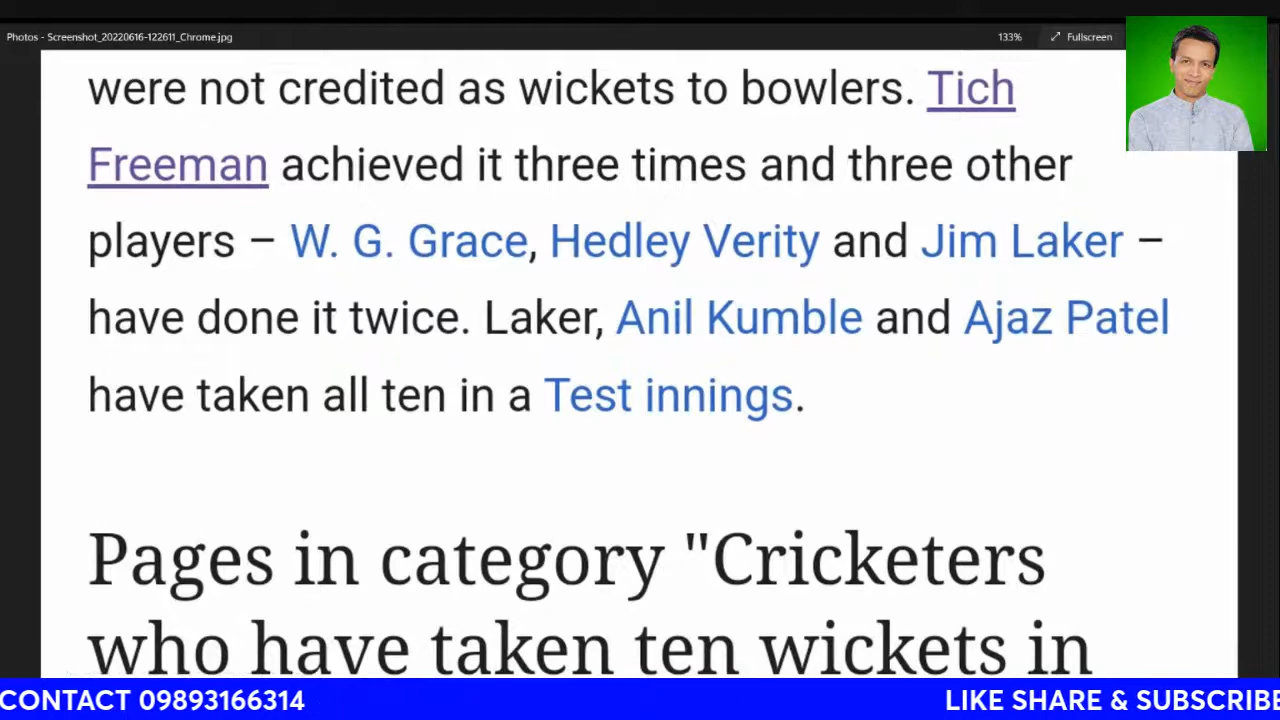 Photos - Screenshot_20220616-122611_Chrome.jpg
133%
Fullscreen
were not credited as wickets to bowlers. Tich
Freeman achieved it three times and three other
players – W. G. Grace, Hedley Verity and Jim Laker –
have done it twice. Laker, Anil Kumble and Ajaz Patel
have taken all ten in a Test innings.
Pages in category "Cricketers
who have taken ten wickets in
CONTACT 09893166314
LIKE SHARE & SUBSCRIBE